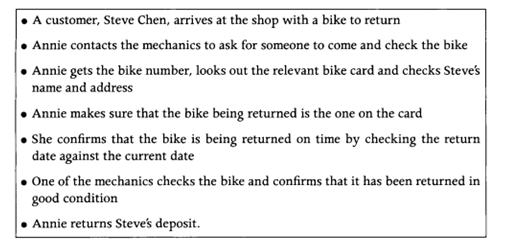 • A customer, Steve Chen, arrives at the shop with a bike to return
• Annie contacts the mechanics to ask for someone to come and check the bike
• Annie gets the bike number, looks out the relevant bike card and checks Steve's
name and address
• Annie makes sure that the bike being returned is the one on the card
• She confirms that the bike is being returned on time by checking the return
date against the current date
• One of the mechanics checks the bike and confirms that it has been returned in
good condition
• Annie returns Steve's deposit.